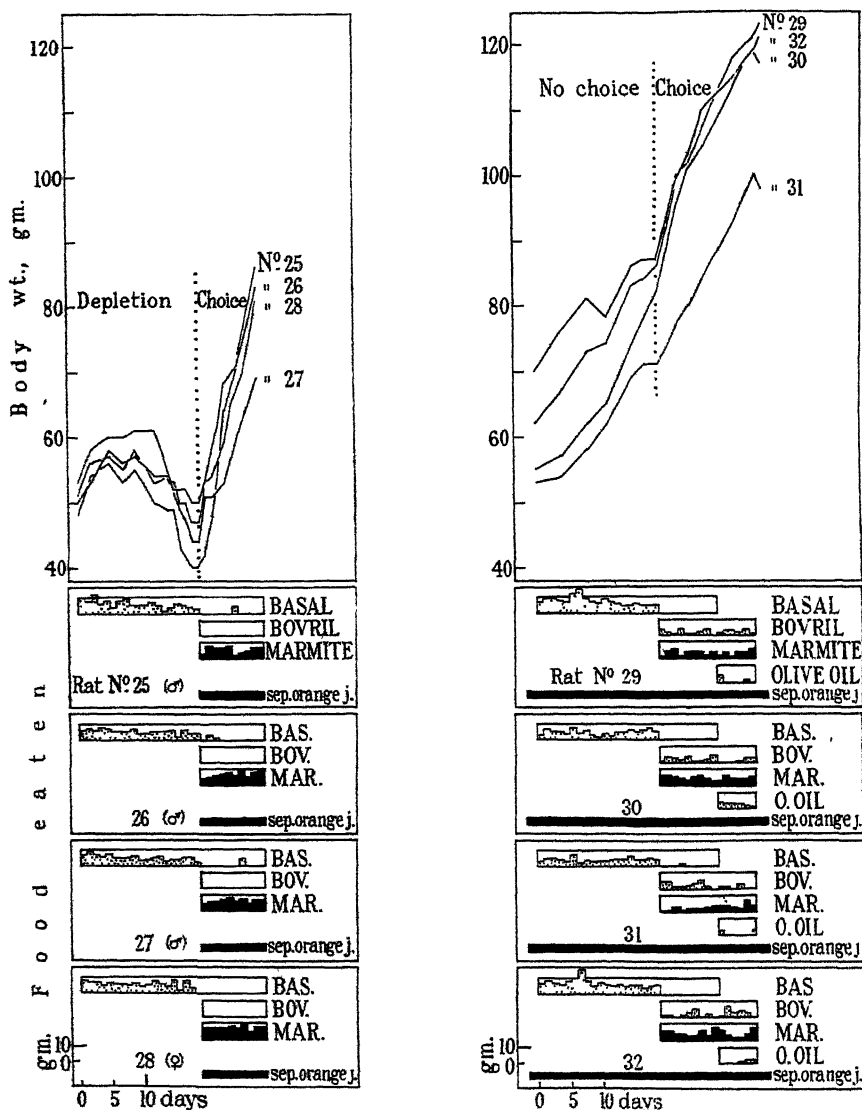 120
100
80
60
40
Body wt., gm.
Depletion
Choice
Nº 25
" 26
" 28
" 27
BASAL
BOVRIL
MARMITE
Rat Nº 25 (♂)
sep. orange j.
BAS.
BOV.
MAR.
26 (♂)
sep. orange j.
BAS.
BOV.
MAR.
27 (♂)
sep. orange j.
BAS.
BOV.
MAR.
28 (♀)
sep. orange j.
Food eaten
gm.
10
0
0 5 10 days
120
100
80
60
40
No choice
Choice
Nº 29
" 32
" 30
" 31
BASAL
BOVRIL
MARMITE
OLIVE OIL
Rat Nº 29
sep. orange j
BAS.
BOV.
MAR.
O. OIL
30
sep. orange j.
BAS.
BOV.
MAR.
O. OIL
31
sep. orange j.
BAS
BOV.
MAR.
O. OIL
32
sep. orange j.
gm.
10
0
0 5 10 days